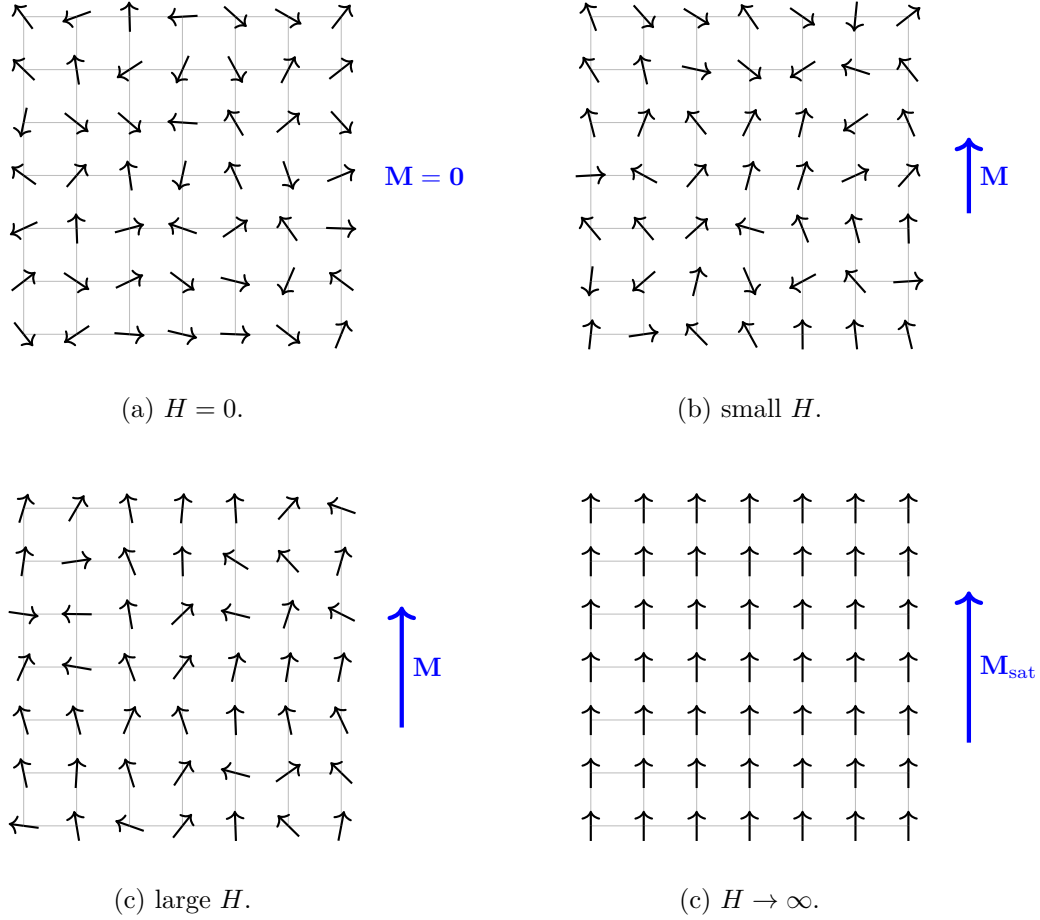 M = 0
M
(a) H = 0.
(b) small H.
M
M_sat
(c) large H.
(c) H → ∞.